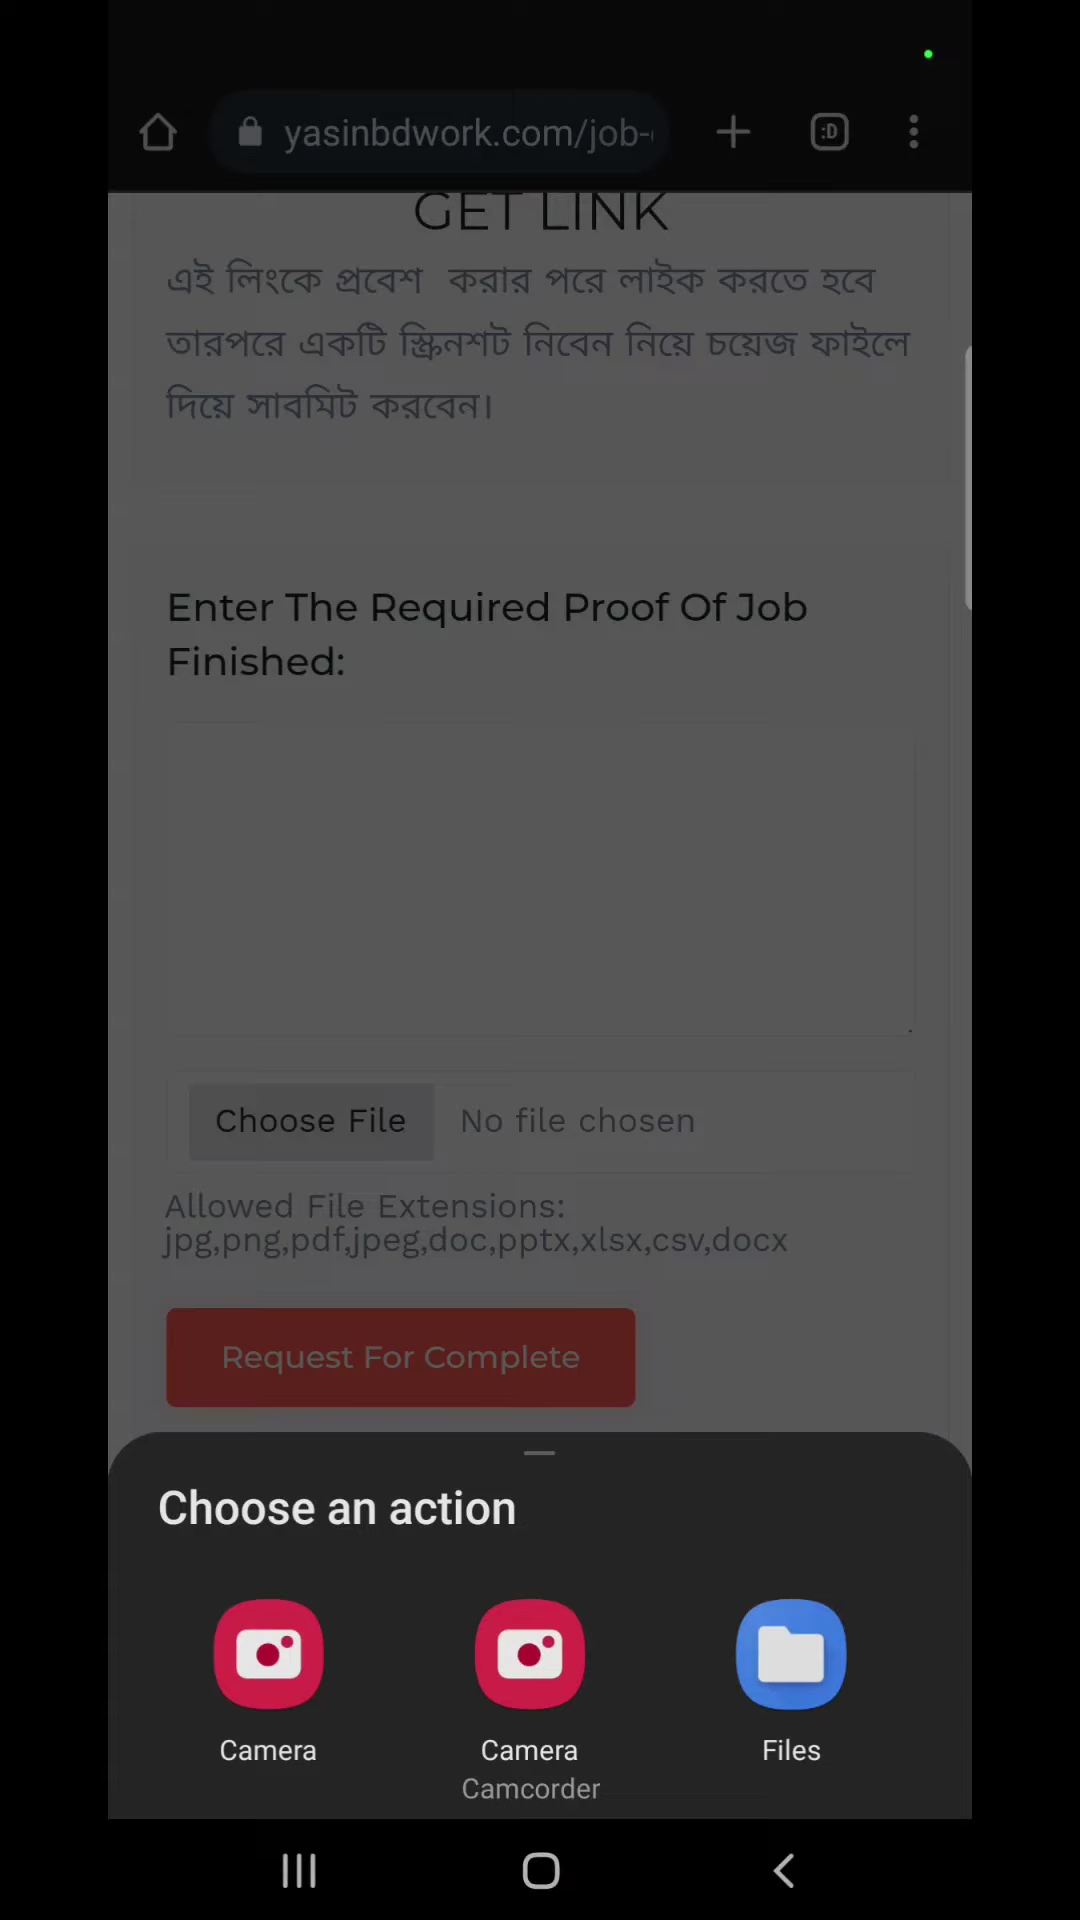 yasinbdwork.com/job-
:D
GET LINK
এই লিংকে প্রবেশ করার পরে লাইক করতে হবে
তারপরে একটি স্ক্রিনশট নিবেন নিয়ে চয়েজ ফাইলে
দিয়ে সাবমিট করবেন।
Enter The Required Proof Of Job
Finished:
Choose File No file chosen
Allowed File Extensions:
jpg,png,pdf,jpeg,doc,pptx,xlsx,csv,docx
Request For Complete
Choose an action
Camera Camera Files
Camcorder